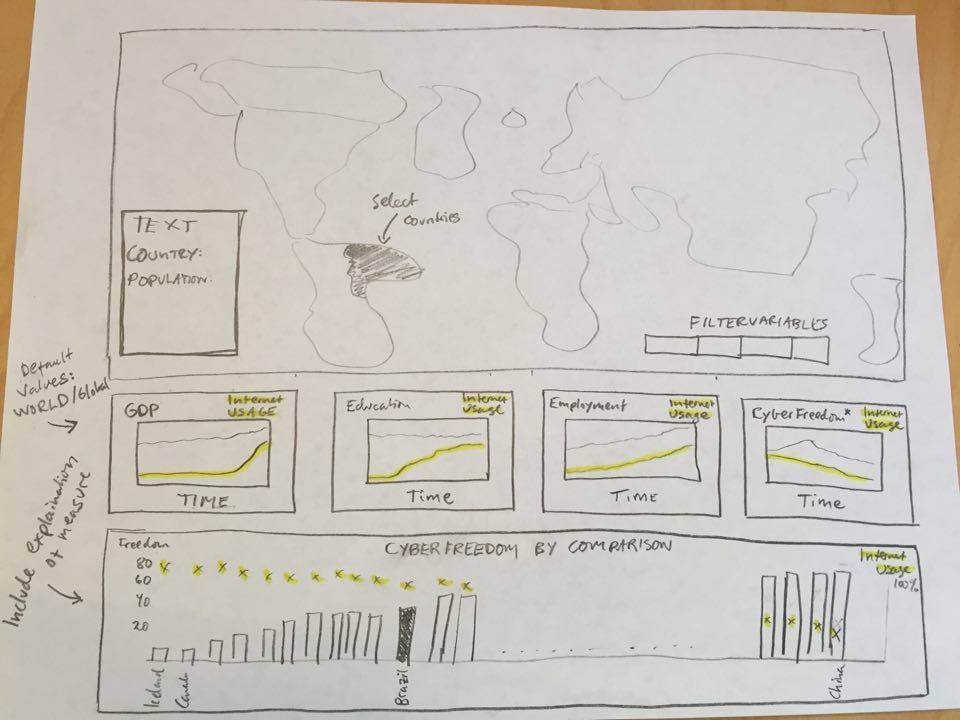 Select
countries
TEXT
COUNTRY:
POPULATION:
FILTERVARIABLES
Default
values:
WORLD/Global
GDP
Internet
USAGE
TIME
Education
Internet
Usage
Time
Employment
Internet
Usage
TIME
CyberFreedom*
Internet
Usage
Time
Include explaination
of measure
Freedom
CYBERFREEDOM BY COMPARISON
Internet
Usage
100%
80
60
40
20
Iceland
Canada
Brazil
China